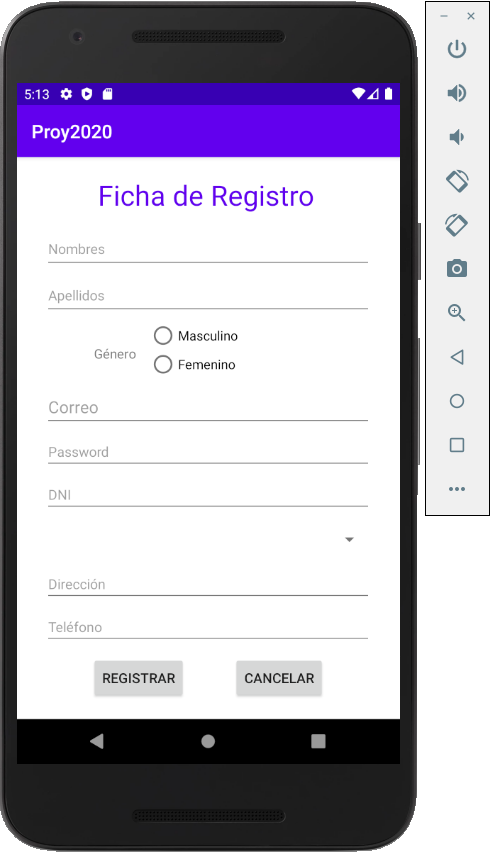 5:13
Proy2020
Ficha de Registro
Nombres
Apellidos
Género
Masculino
Femenino
Correo
Password
DNI
Dirección
Teléfono
REGISTRAR CANCELAR